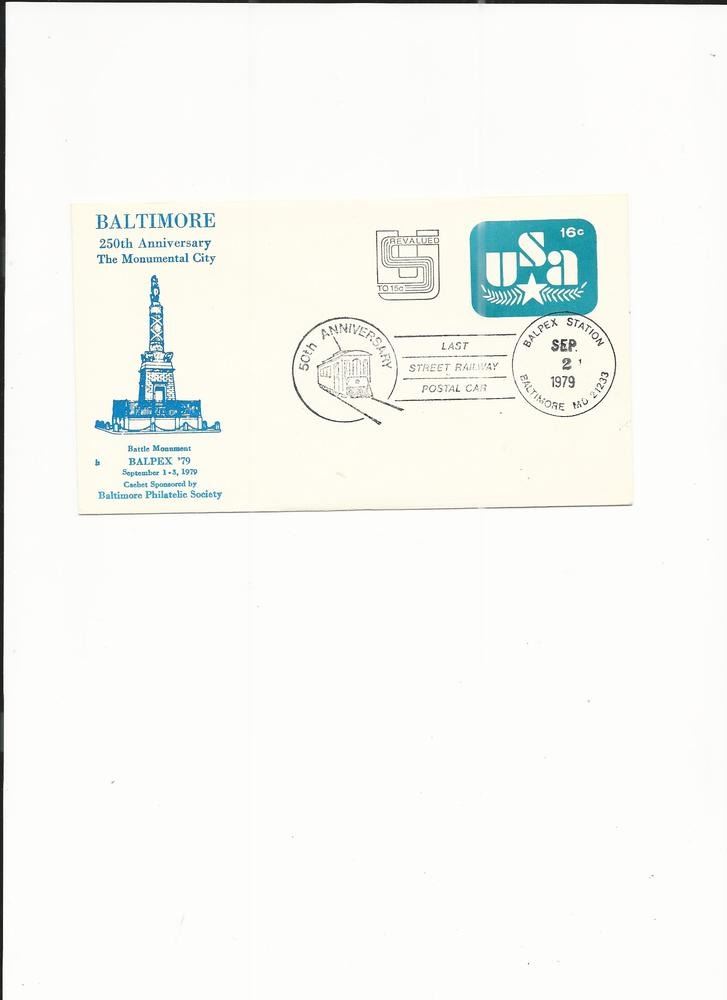 BALTIMORE
250th Anniversary
The Monumental City
Battle Monument
b
BALPEX '79
September 1-3, 1979
Cachet Sponsored by
Baltimore Philatelic Society
REVALUED
TO 15c
16c
usa
50th ANNIVERSARY
LAST
STREET RAILWAY
POSTAL CAR
BALPEX STATION
SEP.
2
1979
BALTIMORE MD 21233